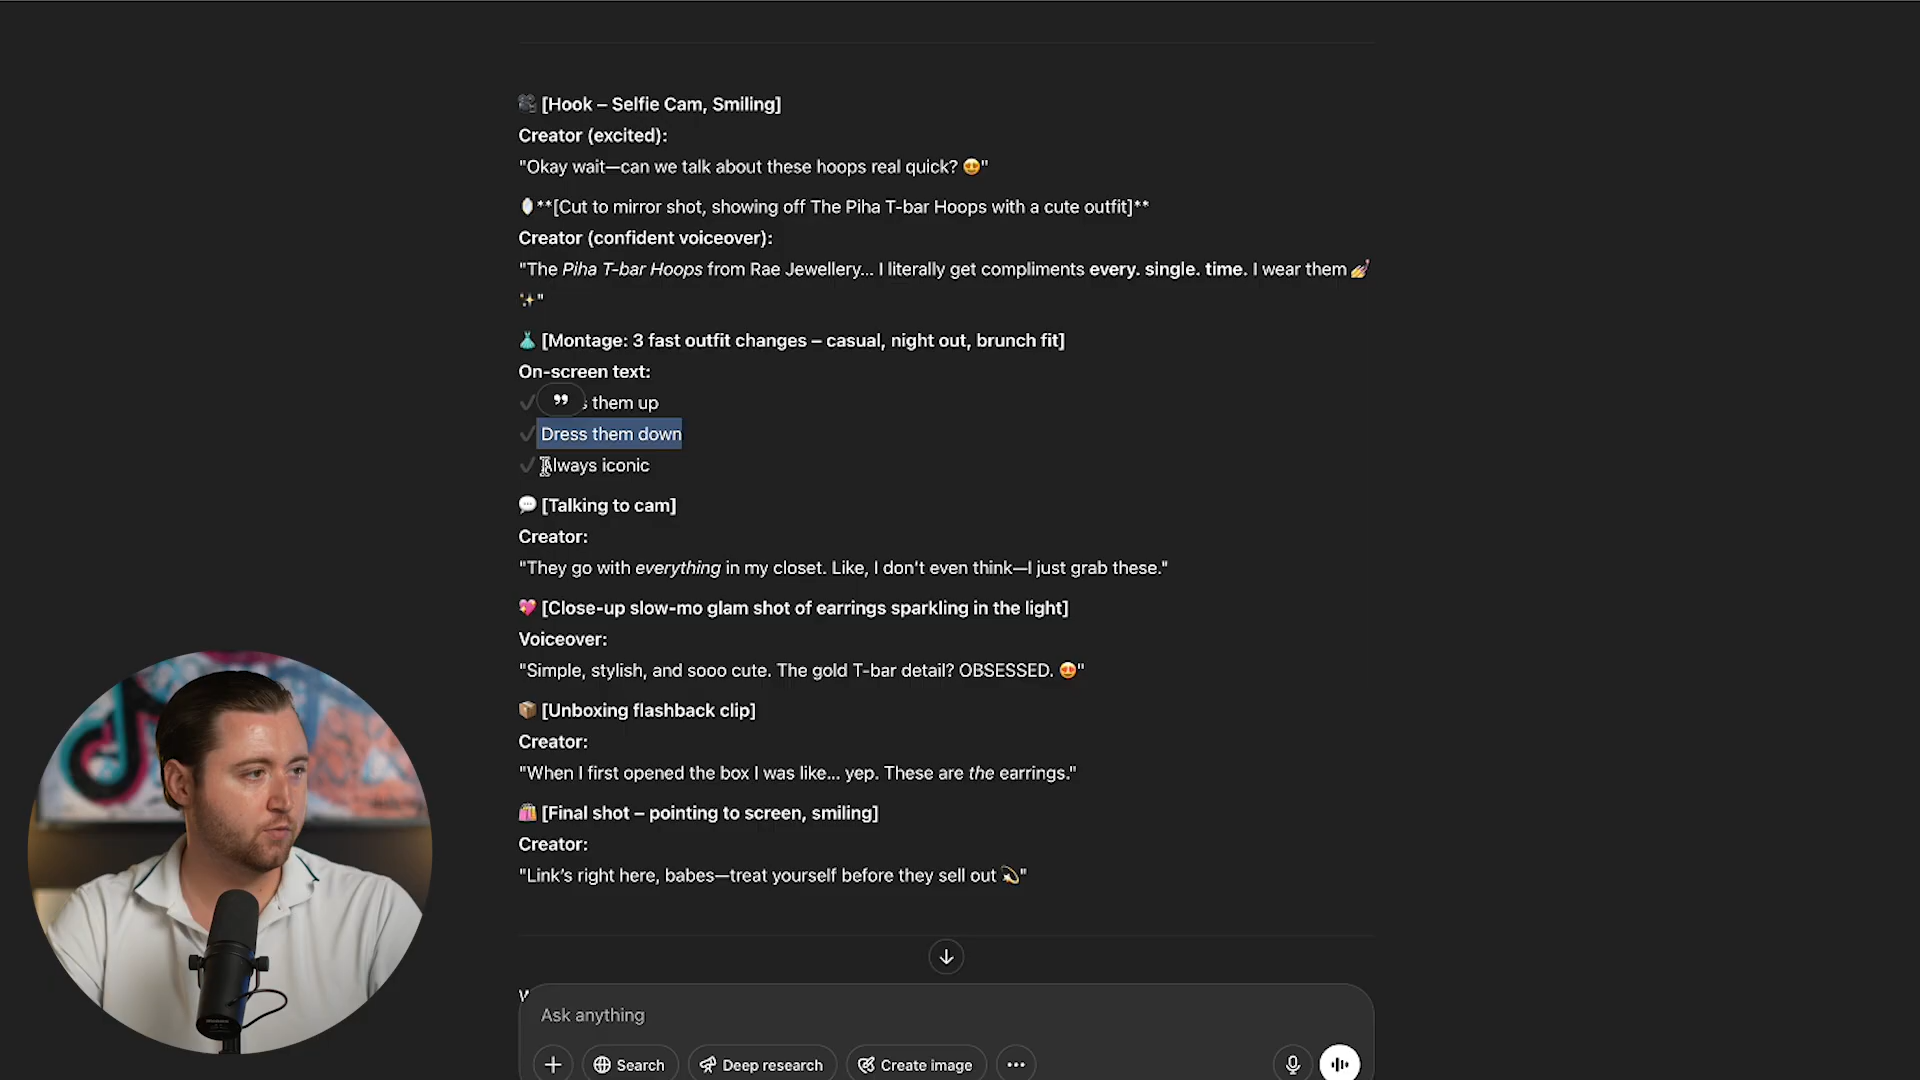 [Hook – Selfie Cam, Smiling]
Creator (excited):
"Okay wait—can we talk about these hoops real quick? 😍"
**[Cut to mirror shot, showing off The Piha T-bar Hoops with a cute outfit]**
Creator (confident voiceover):
"The Piha T-bar Hoops from Rae Jewellery... I literally get compliments every. single. time. I wear them 💅
✨"
👗 [Montage: 3 fast outfit changes – casual, night out, brunch fit]
On-screen text:
✔ them up
✔ Dress them down
✔ Always iconic
💬 [Talking to cam]
Creator:
"They go with everything in my closet. Like, I don't even think—I just grab these."
💖 [Close-up slow-mo glam shot of earrings sparkling in the light]
Voiceover:
"Simple, stylish, and sooo cute. The gold T-bar detail? OBSESSED. 😍"
📦 [Unboxing flashback clip]
Creator:
"When I first opened the box I was like... yep. These are the earrings."
🛍️ [Final shot – pointing to screen, smiling]
Creator:
"Link's right here, babes—treat yourself before they sell out 💫"
Ask anything
Search
Deep research
Create image